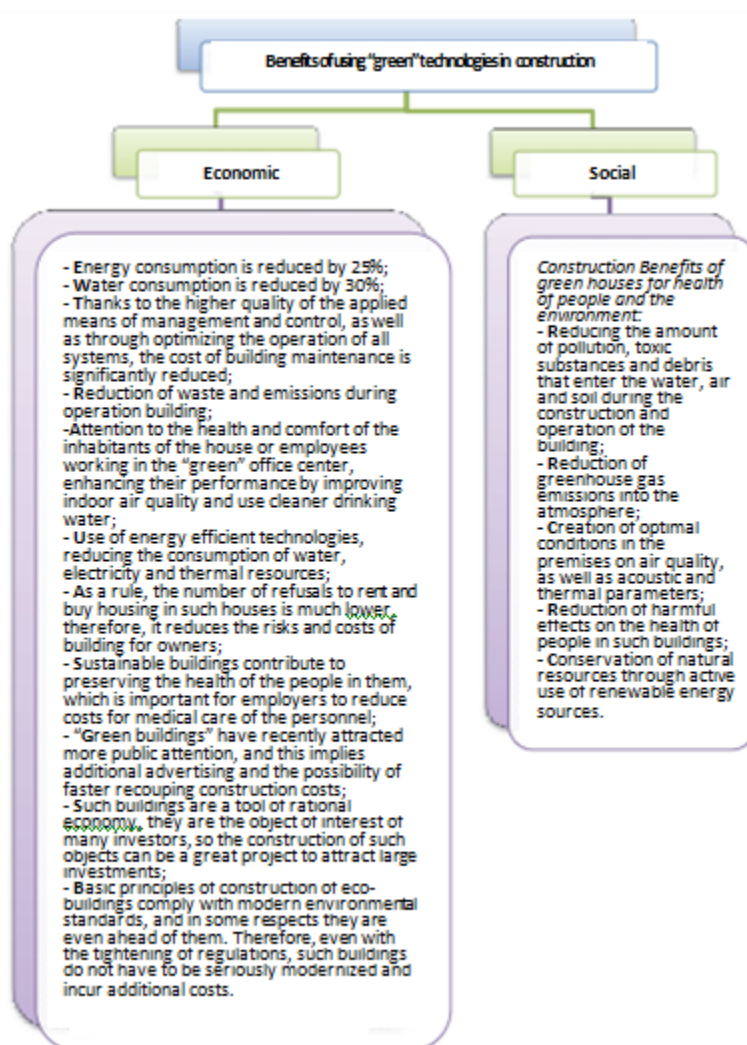 Benefits of using “green” technologies in construction
Economic
Social
- Energy consumption is reduced by 25%;
- Water consumption is reduced by 30%;
- Thanks to the higher quality of the applied
means of management and control, as well
as through optimizing the operation of all
systems, the cost of building maintenance is
significantly reduced;
- Reduction of waste and emissions during
operation building;
-Attention to the health and comfort of the
inhabitants of the house or employees
working in the “green” office center,
enhancing their performance by improving
indoor air quality and use cleaner drinking
water;
- Use of energy efficient technologies,
reducing the consumption of water,
electricity and thermal resources;
- As a rule, the number of refusals to rent and
buy housing in such houses is much lower,
therefore, it reduces the risks and costs of
building for owners;
- Sustainable buildings contribute to
preserving the health of the people in them,
which is important for employers to reduce
costs for medical care of the personnel;
- “Green buildings” have recently attracted
more public attention, and this implies
additional advertising and the possibility of
faster recouping construction costs;
- Such buildings are a tool of rational
economy, they are the object of interest of
many investors, so the construction of such
objects can be a great project to attract large
investments;
- Basic principles of construction of eco-
buildings comply with modern environmental
standards, and in some respects they are
even ahead of them. Therefore, even with
the tightening of regulations, such buildings
do not have to be seriously modernized and
incur additional costs.
Construction Benefits of
green houses for health
of people and the
environment:
- Reducing the amount
of pollution, toxic
substances and debris
that enter the water, air
and soil during the
construction and
operation of the
building;
- Reduction of
greenhouse gas
emissions into the
atmosphere;
- Creation of optimal
conditions in the
premises on air quality,
as well as acoustic and
thermal parameters;
- Reduction of harmful
effects on the health of
people in such buildings;
- Conservation of natural
resources through active
use of renewable energy
sources.